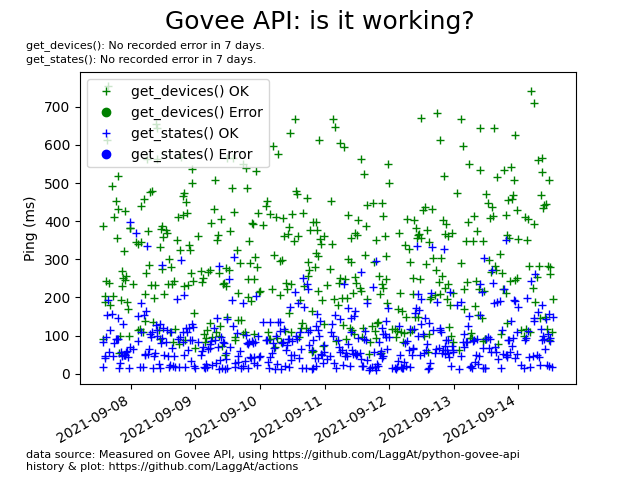 Govee API: is it working?
get_devices(): No recorded error in 7 days.
get_states(): No recorded error in 7 days.
get_devices() OK
get_devices() Error
get_states() OK
get_states() Error
Ping (ms)
700
600
500
400
300
200
100
0
2021-09-08
2021-09-09
2021-09-10
2021-09-11
2021-09-12
2021-09-13
2021-09-14
data source: Measured on Govee API, using https://github.com/LaggAt/python-govee-api
history & plot: https://github.com/LaggAt/actions